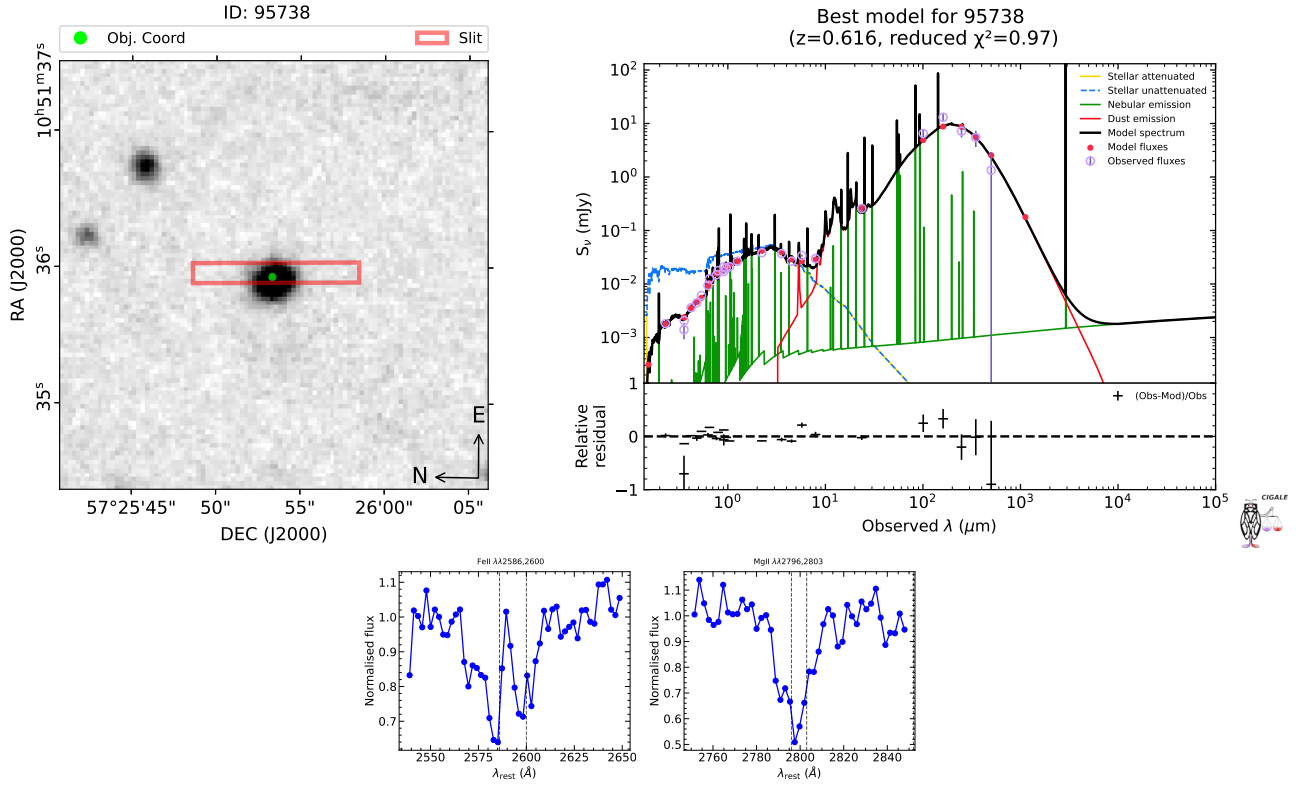 ID: 95738
Obj. Coord
Slit
10ʰ51ᵐ37ˢ
36ˢ
35ˢ
RA (J2000)
E
N
57°25'45"
50"
55"
26'00"
05"
DEC (J2000)
Best model for 95738
(z=0.616, reduced χ²=0.97)
10²
10¹
10⁰
10⁻¹
10⁻²
10⁻³
Sν (mJy)
Stellar attenuated
Stellar unattenuated
Nebular emission
Dust emission
Model spectrum
Model fluxes
Observed fluxes
1
0
−1
Relative
residual
(Obs-Mod)/Obs
10⁰
10¹
10²
10³
10⁴
10⁵
Observed λ (μm)
CIGALE
FeII λλ2586,2600
1.1
1.0
0.9
0.8
0.7
Normalised flux
2550
2575
2600
2625
2650
λrest (Å)
MgII λλ2796,2803
1.1
1.0
0.9
0.8
0.7
0.6
0.5
Normalised flux
2760
2780
2800
2820
2840
λrest (Å)